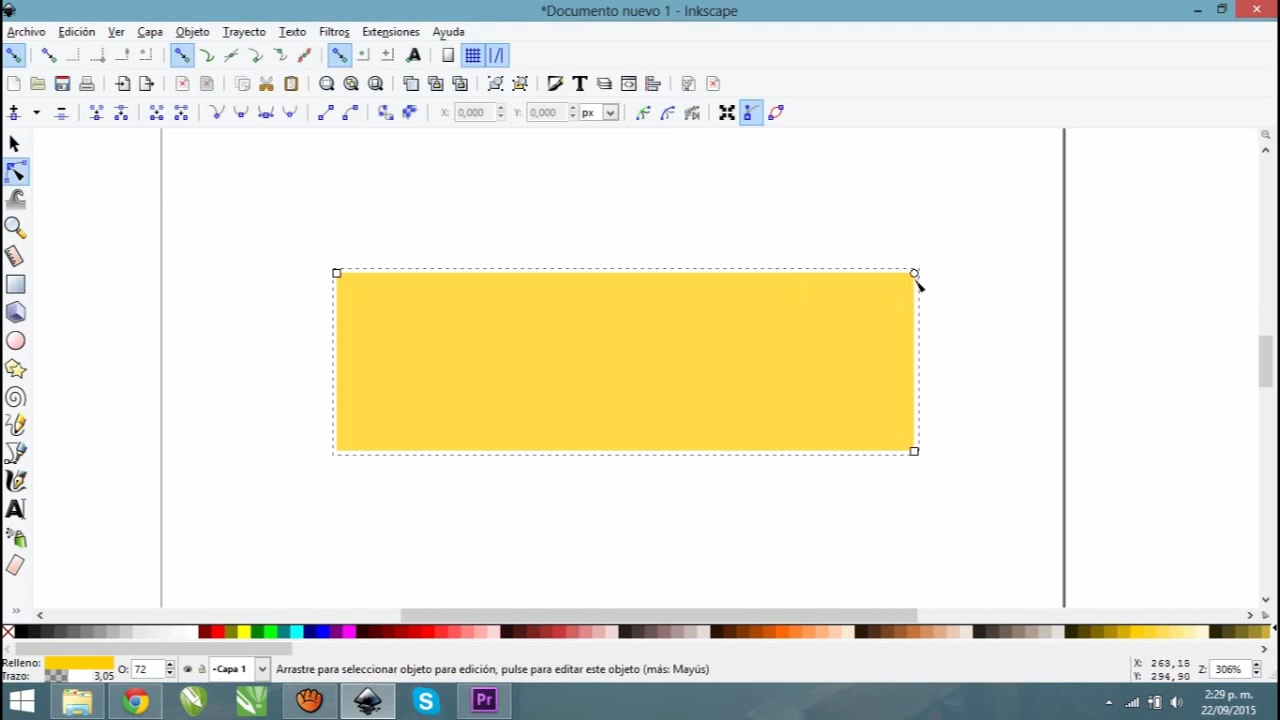 *Documento nuevo 1 - Inkscape
Archivo Edición Ver Capa Objeto Trayecto Texto Filtros Extensiones Ayuda
X: 0,000 Y: 0,000 px
Relleno: O: 72 Capa 1 Arrastre para seleccionar objeto para edición, pulse para editar este objeto (más: Mayús) X: 263,15 Z: 306%
Trazo: 3,05 Y: 294,90
Pr
2:29 p. m.
22/09/2015